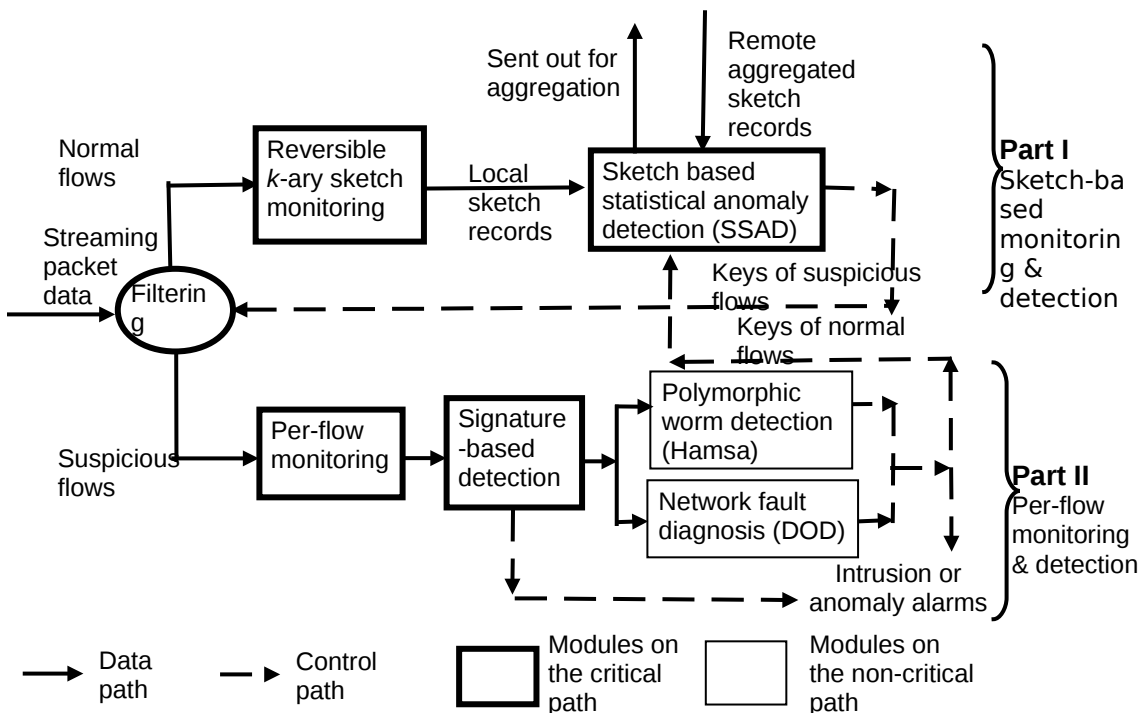 Sent out for
aggregation
Remote
aggregated
sketch
records
Normal
flows
Reversible
k-ary sketch
monitoring
Local
sketch
records
Sketch based
statistical anomaly
detection (SSAD)
Part I
Sketch-ba
sed
monitorin
g &
detection
Streaming
packet
data
Filterin
g
Keys of suspicious
flows
Keys of normal
flows
Suspicious
flows
Per-flow
monitoring
Signature
-based
detection
Polymorphic
worm detection
(Hamsa)
Network fault
diagnosis (DOD)
Part II
Per-flow
monitoring
& detection
Intrusion or
anomaly alarms
Data
path
Control
path
Modules on
the critical
path
Modules on
the non-critical
path